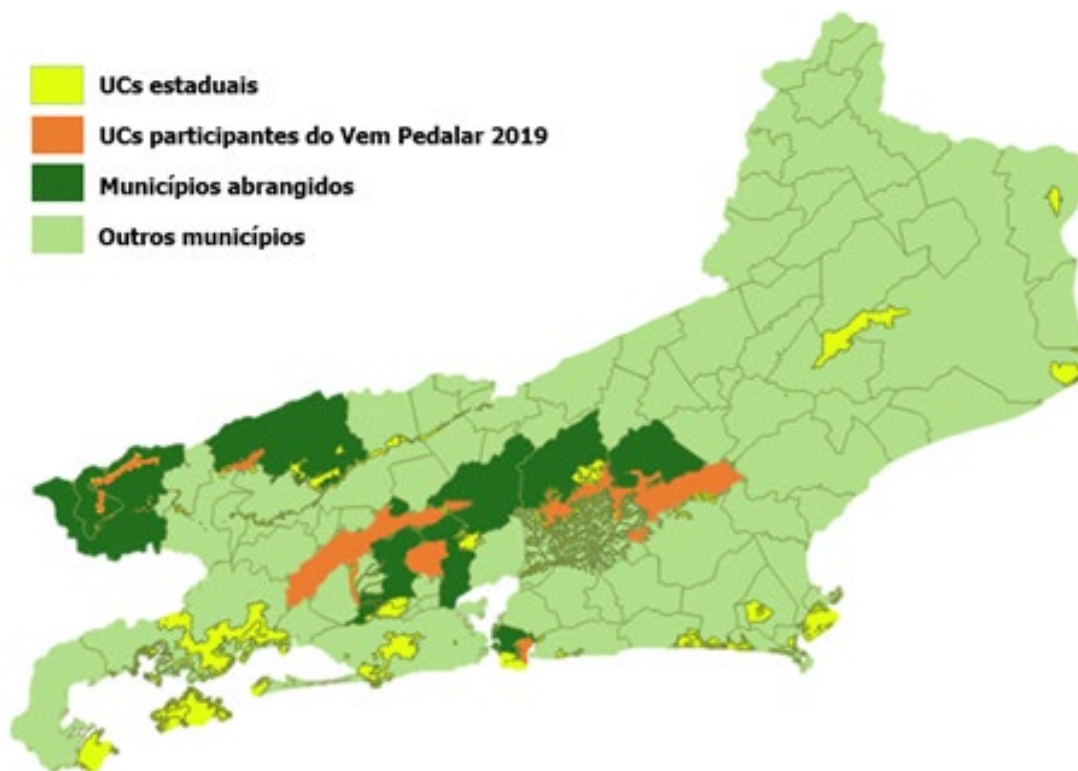 UCs estaduais
UCs participantes do Vem Pedalar 2019
Municípios abrangidos
Outros municípios